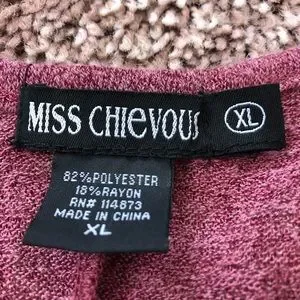 MISS CHIeVOUS
XL
82%POLYESTER
18%RAYON
RN# 114873
MADE IN CHINA
XL